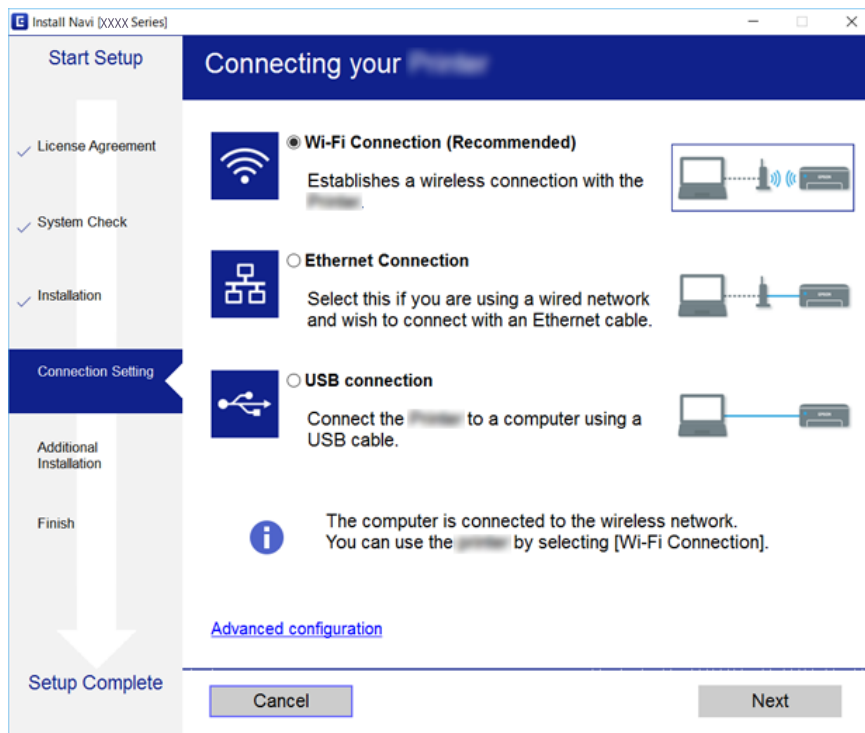 Install Navi [XXXX Series]
Start Setup
License Agreement
System Check
Installation
Connection Setting
Additional
Installation
Finish
Setup Complete
Connecting your
Wi-Fi Connection (Recommended)
Establishes a wireless connection with the
Ethernet Connection
Select this if you are using a wired network
and wish to connect with an Ethernet cable.
USB connection
Connect the to a computer using a
USB cable.
The computer is connected to the wireless network.
You can use the by selecting [Wi-Fi Connection].
Advanced configuration
Cancel
Next